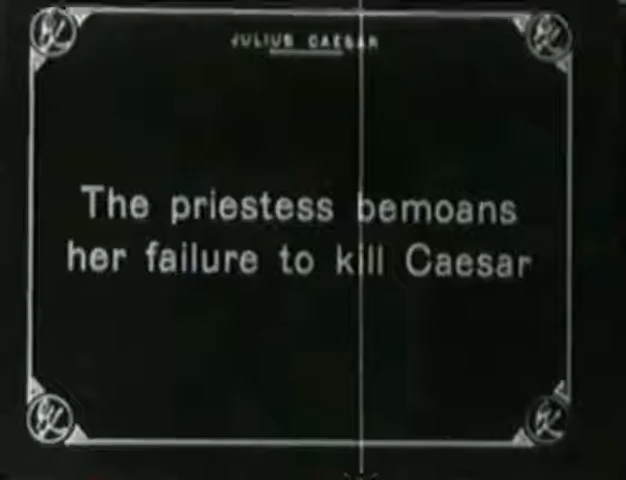 JULIUS CAESAR
The priestess bemoans
her failure to kill Caesar